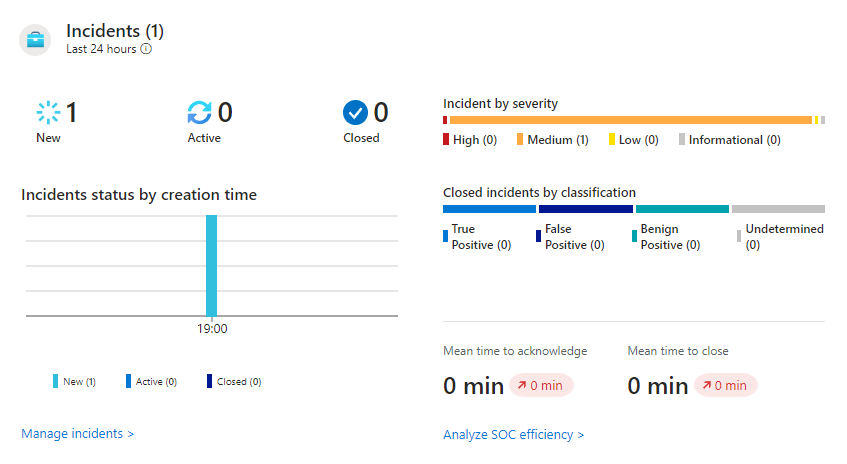 Incidents (1)
Last 24 hours
1
New
0
Active
0
Closed
Incidents status by creation time
19:00
New (1)
Active (0)
Closed (0)
Manage incidents >
Incident by severity
High (0)
Medium (1)
Low (0)
Informational (0)
Closed incidents by classification
True
Positive (0)
False
Positive (0)
Benign
Positive (0)
Undetermined
(0)
Mean time to acknowledge
0 min
0 min
Mean time to close
0 min
0 min
Analyze SOC efficiency >